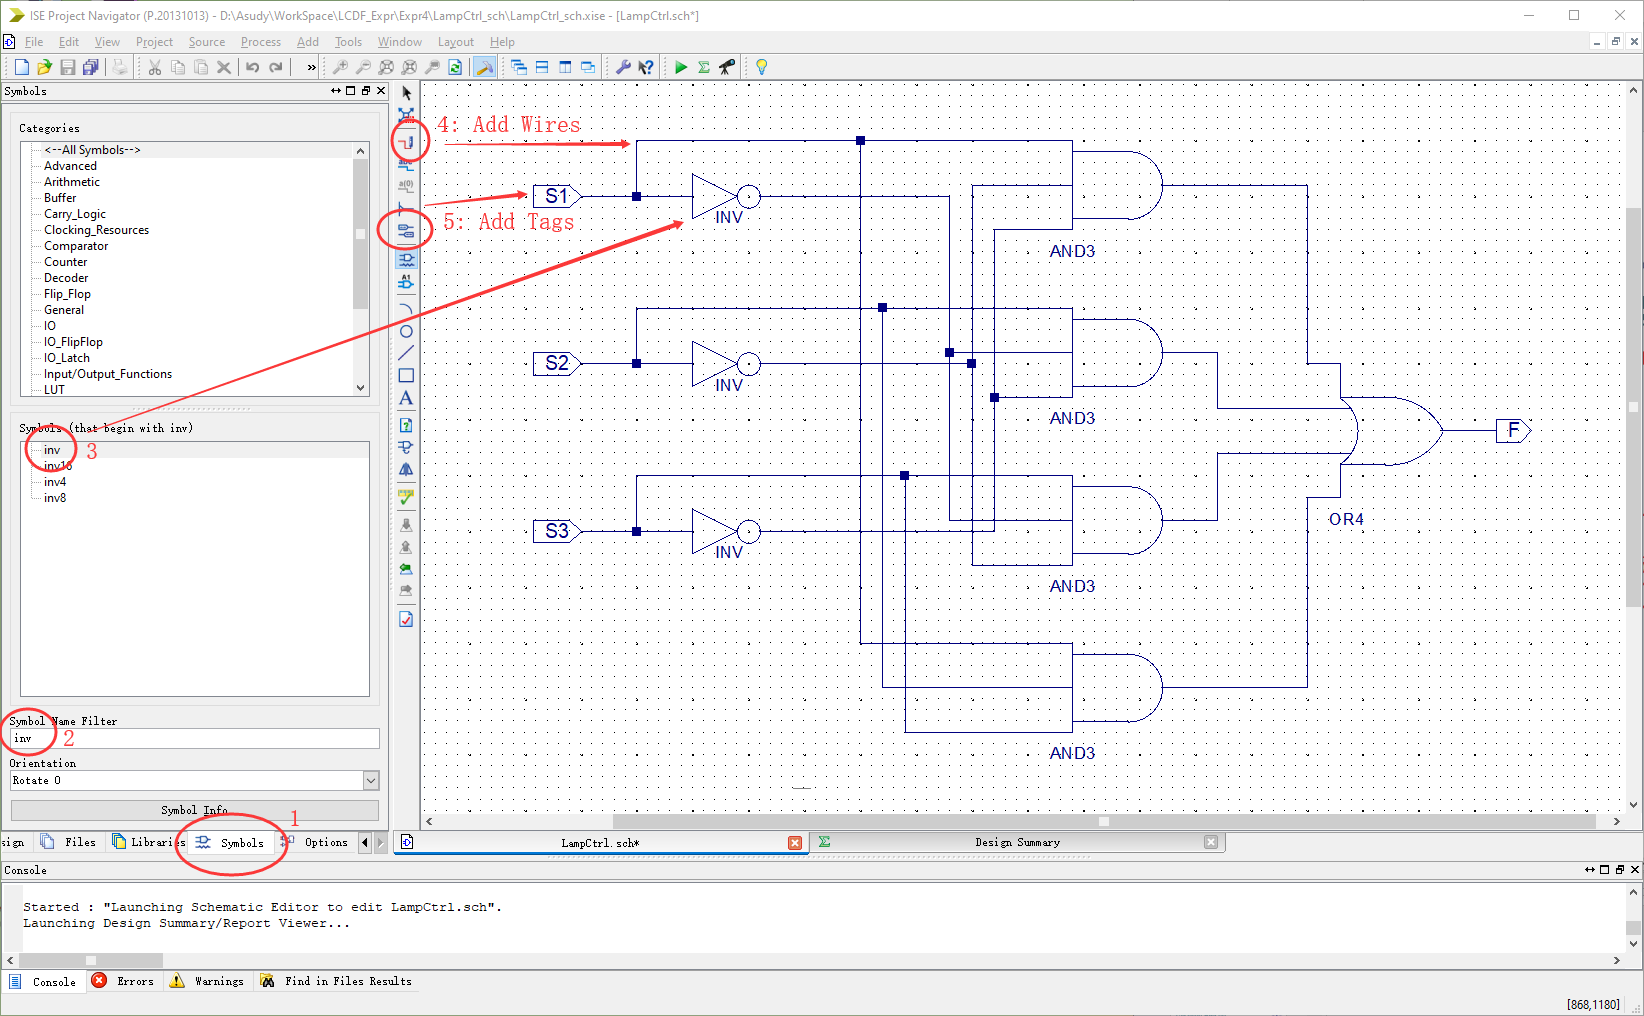 ISE Project Navigator (P.20131013) - D:\Asudy\WorkSpace\LCDF_Expr\Expr4\LampCtrl_sch\LampCtrl_sch.xise - [LampCtrl.sch*]
File Edit View Project Source Process Add Tools Window Layout Help
Symbols
Categories
<--All Symbols-->
Advanced
Arithmetic
Buffer
Carry_Logic
Clocking_Resources
Comparator
Counter
Decoder
Flip_Flop
General
IO
IO_FlipFlop
IO_Latch
Input/Output_Functions
LUT
Symbols (that begin with inv)
inv
inv16
inv4
inv8
3
Symbol Name Filter
inv
2
Orientation
Rotate 0
Symbol Info
1
sign Files Libraries Symbols Options
4: Add Wires
5: Add Tags
S1
INV
AND3
S2
INV
AND3
S3
INV
AND3
AND3
OR4
F
LampCtrl.sch*
Design Summary
Console
Started : "Launching Schematic Editor to edit LampCtrl.sch".
Launching Design Summary/Report Viewer...
Console Errors Warnings Find in Files Results
[868,1180]